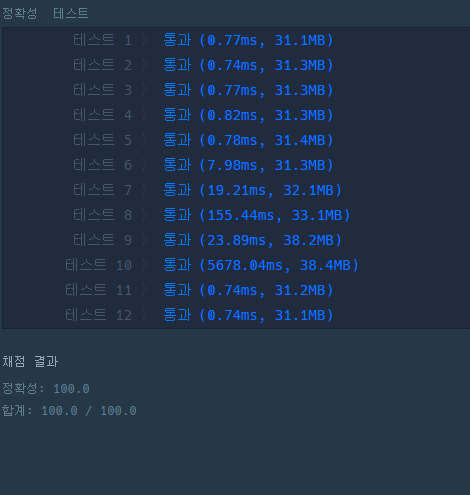 정확성 테스트
테스트 1 〉 통과 (0.77ms, 31.1MB)
테스트 2 〉 통과 (0.74ms, 31.3MB)
테스트 3 〉 통과 (0.77ms, 31.3MB)
테스트 4 〉 통과 (0.82ms, 31.3MB)
테스트 5 〉 통과 (0.78ms, 31.4MB)
테스트 6 〉 통과 (7.98ms, 31.3MB)
테스트 7 〉 통과 (19.21ms, 32.1MB)
테스트 8 〉 통과 (155.44ms, 33.1MB)
테스트 9 〉 통과 (23.89ms, 38.2MB)
테스트 10 〉 통과 (5678.04ms, 38.4MB)
테스트 11 〉 통과 (0.74ms, 31.2MB)
테스트 12 〉 통과 (0.74ms, 31.1MB)
채점 결과
정확성: 100.0
합계: 100.0 / 100.0